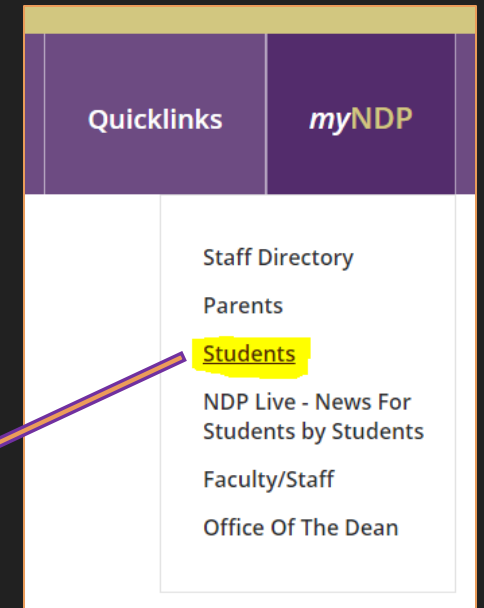 Quicklinks
myNDP
Staff Directory
Parents
Students
NDP Live - News For
Students by Students
Faculty/Staff
Office Of The Dean